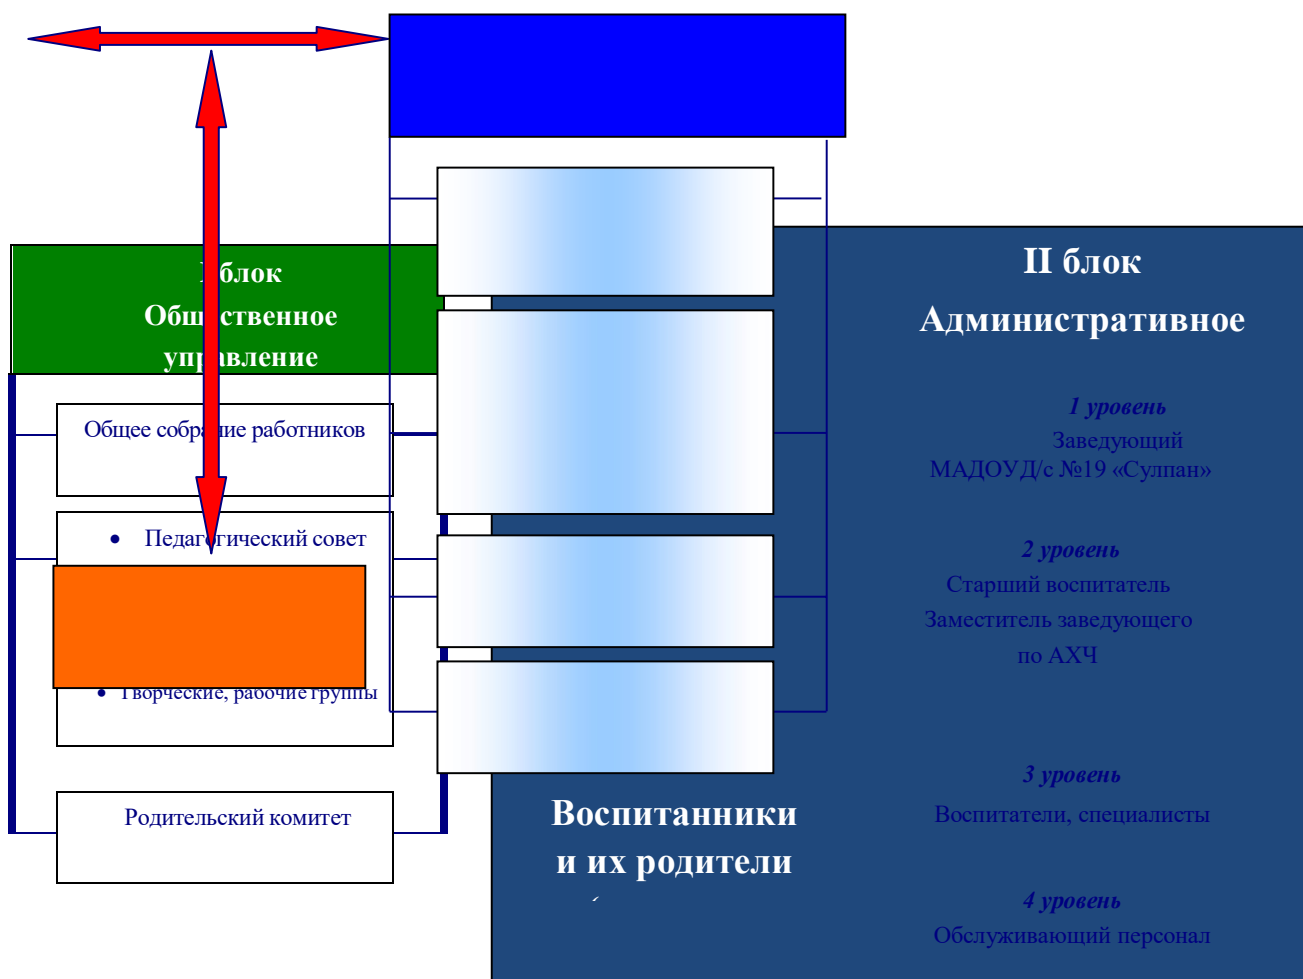 блок
Общественное
управление
Общее собрание работников
• Педагогический совет
• Творческие, рабочие группы
Родительский комитет
Воспитанники
и их родители
II блок
Административное
1 уровень
Заведующий
МАДОУ Д/с №19 «Сулпан»
2 уровень
Старший воспитатель
Заместитель заведующего
по АХЧ
3 уровень
Воспитатели, специалисты
4 уровень
Обслуживающий персонал